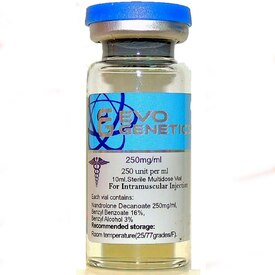 EVO
GENETIC
250mg/ml
250 unit per ml
10ml.Sterile Multidose Vial
For Intramuscular Injection
Each vial contains:
Nandrolone Decanoate 250mg/ml,
Benzyl Benzoate 16%,
Benzyl Alcohol 3%
Recommended storage:
Room temperature(25/77grades/F).